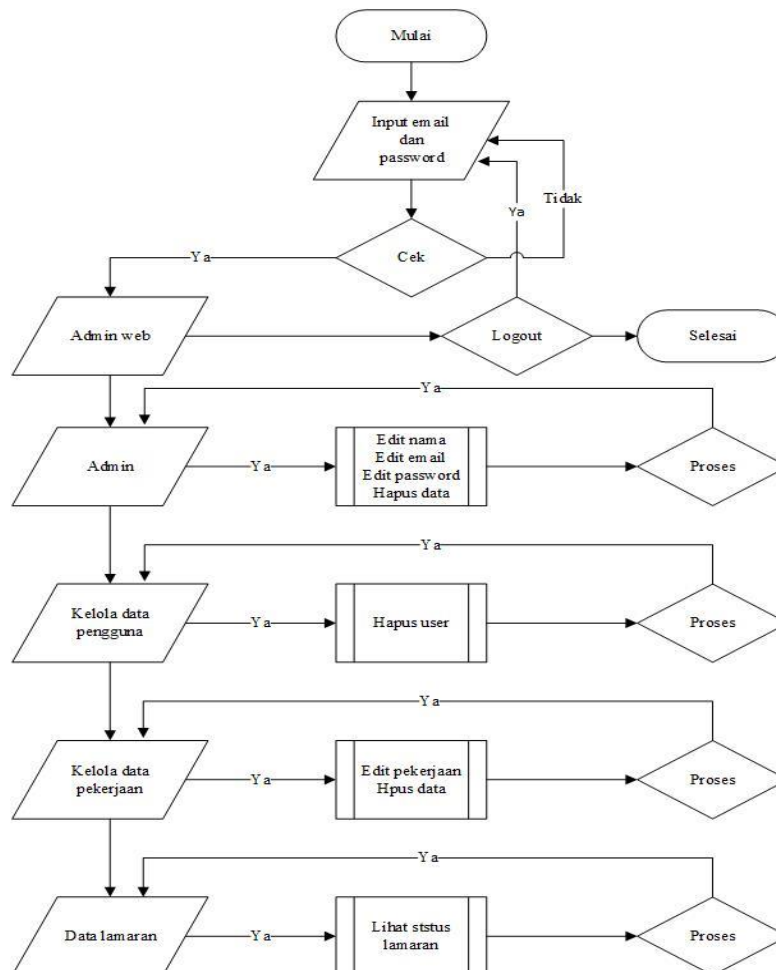 Mulai
Input email
dan
password
Tidak
Ya
Ya
Cek
Admin web
Logout
Selesai
Ya
Admin
Ya
Edit nama
Edit email
Edit password
Hapus data
Proses
Ya
Kelola data
pengguna
Ya
Hapus user
Proses
Ya
Kelola data
pekerjaan
Ya
Edit pekerjaan
Hpus data
Proses
Ya
Data lamaran
Ya
Lihat ststus
lamaran
Proses